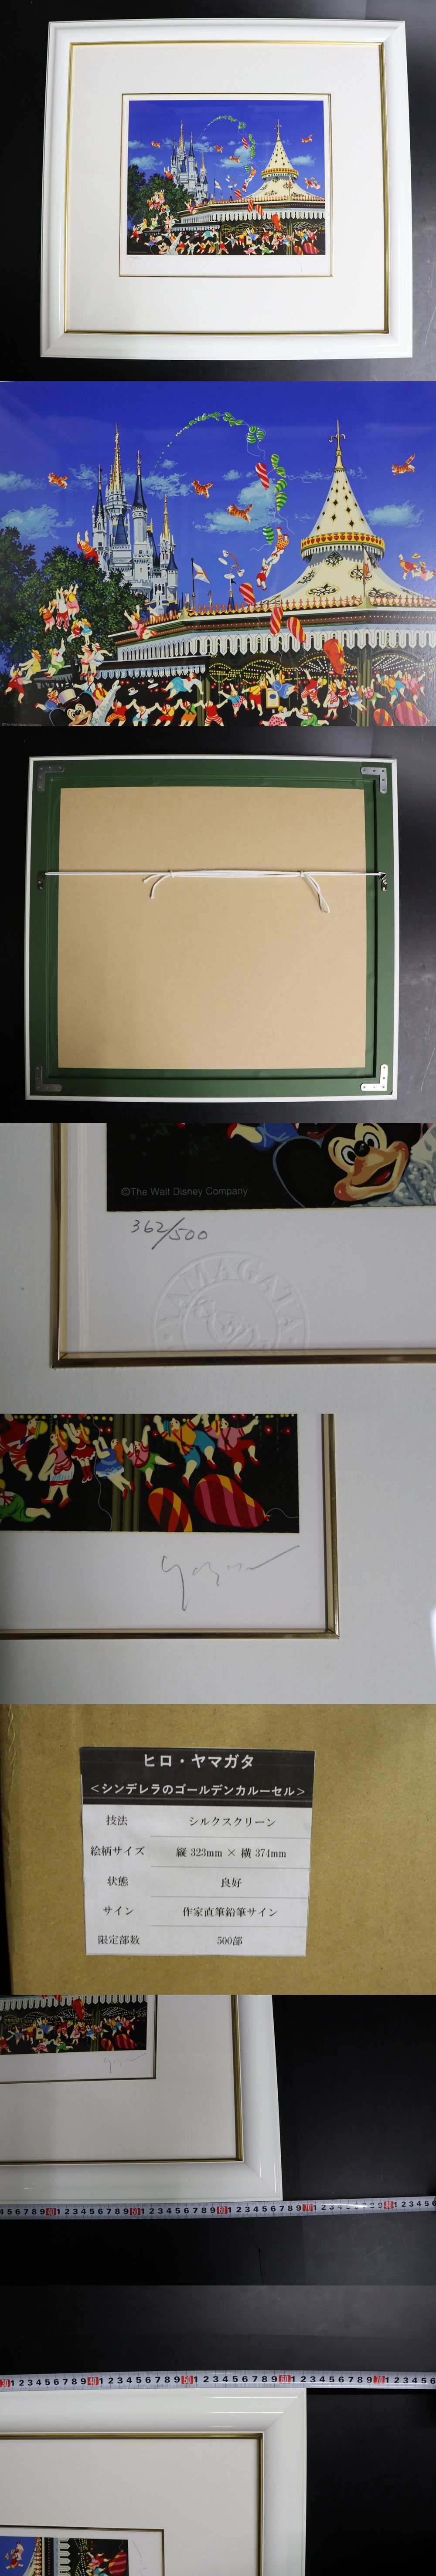 ©The Walt Disney Company
362/500
YAMAGATA
ヒロ・ヤマガタ
<シンデレラのゴールデンカルーセル>
技法 シルクスクリーン
絵柄サイズ 縦 323mm × 横 374mm
状態 良好
サイン 作家直筆鉛筆サイン
限定部数 500部